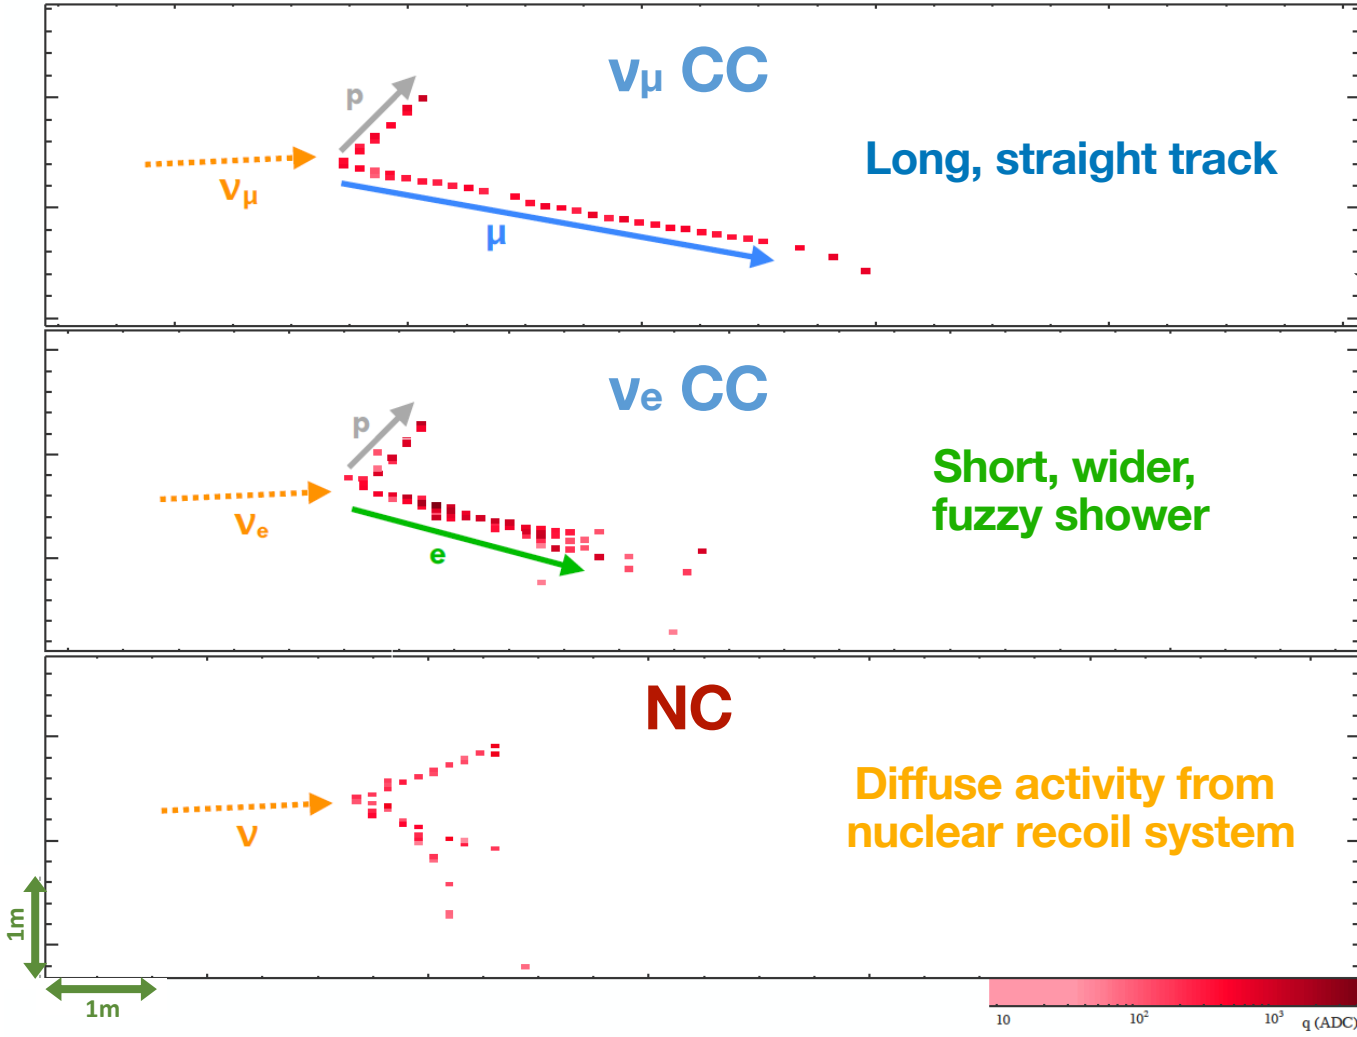 νμ CC
p
Long, straight track
νμ
μ
νe CC
p
Short, wider,
fuzzy shower
νe
e
NC
Diffuse activity from
nuclear recoil system
ν
1m
1m
10 10² 10³ q (ADC)